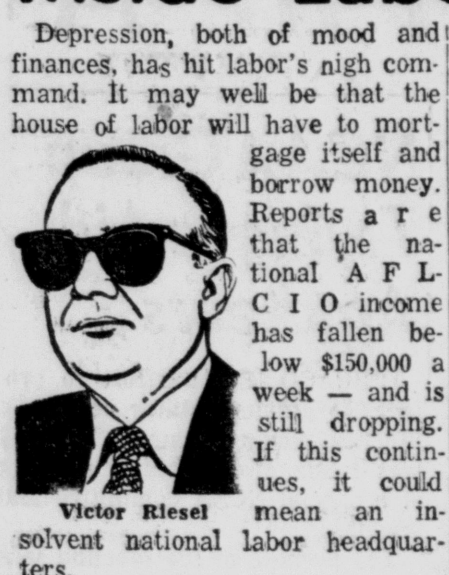 Depression, both of mood and
finances, has hit labor's nigh com-
mand. It may well be that the
house of labor will have to mort-
gage itself and
borrow money.
Reports a r e
that the na-
tional A F L-
C I O income
has fallen be-
low $150,000 a
week — and is
still dropping.
If this contin-
ues, it could
mean an in-
Victor Riesel
solvent national labor headquar-
ters.